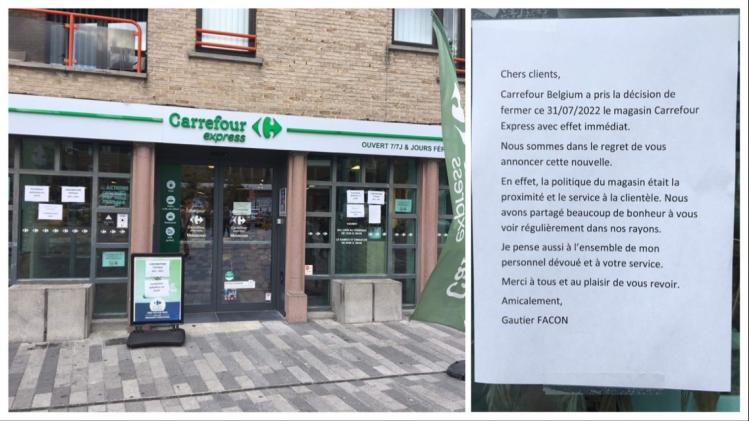 Carrefour
express
OUVERT 7/7J & JOURS FÉR
Carrefour
Carrefour
express
Chers clients,
Carrefour Belgium a pris la décision de
fermer ce 31/07/2022 le magasin Carrefour
Express avec effet immédiat.
Nous sommes dans le regret de vous
annoncer cette nouvelle.
En effet, la politique du magasin était la
proximité et le service à la clientèle. Nous
avons partagé beaucoup de bonheur à vous
voir régulièrement dans nos rayons.
Je pense aussi à l'ensemble de mon
personnel dévoué et à votre service.
Merci à tous et au plaisir de vous revoir.
Amicalement,
Gautier FACON